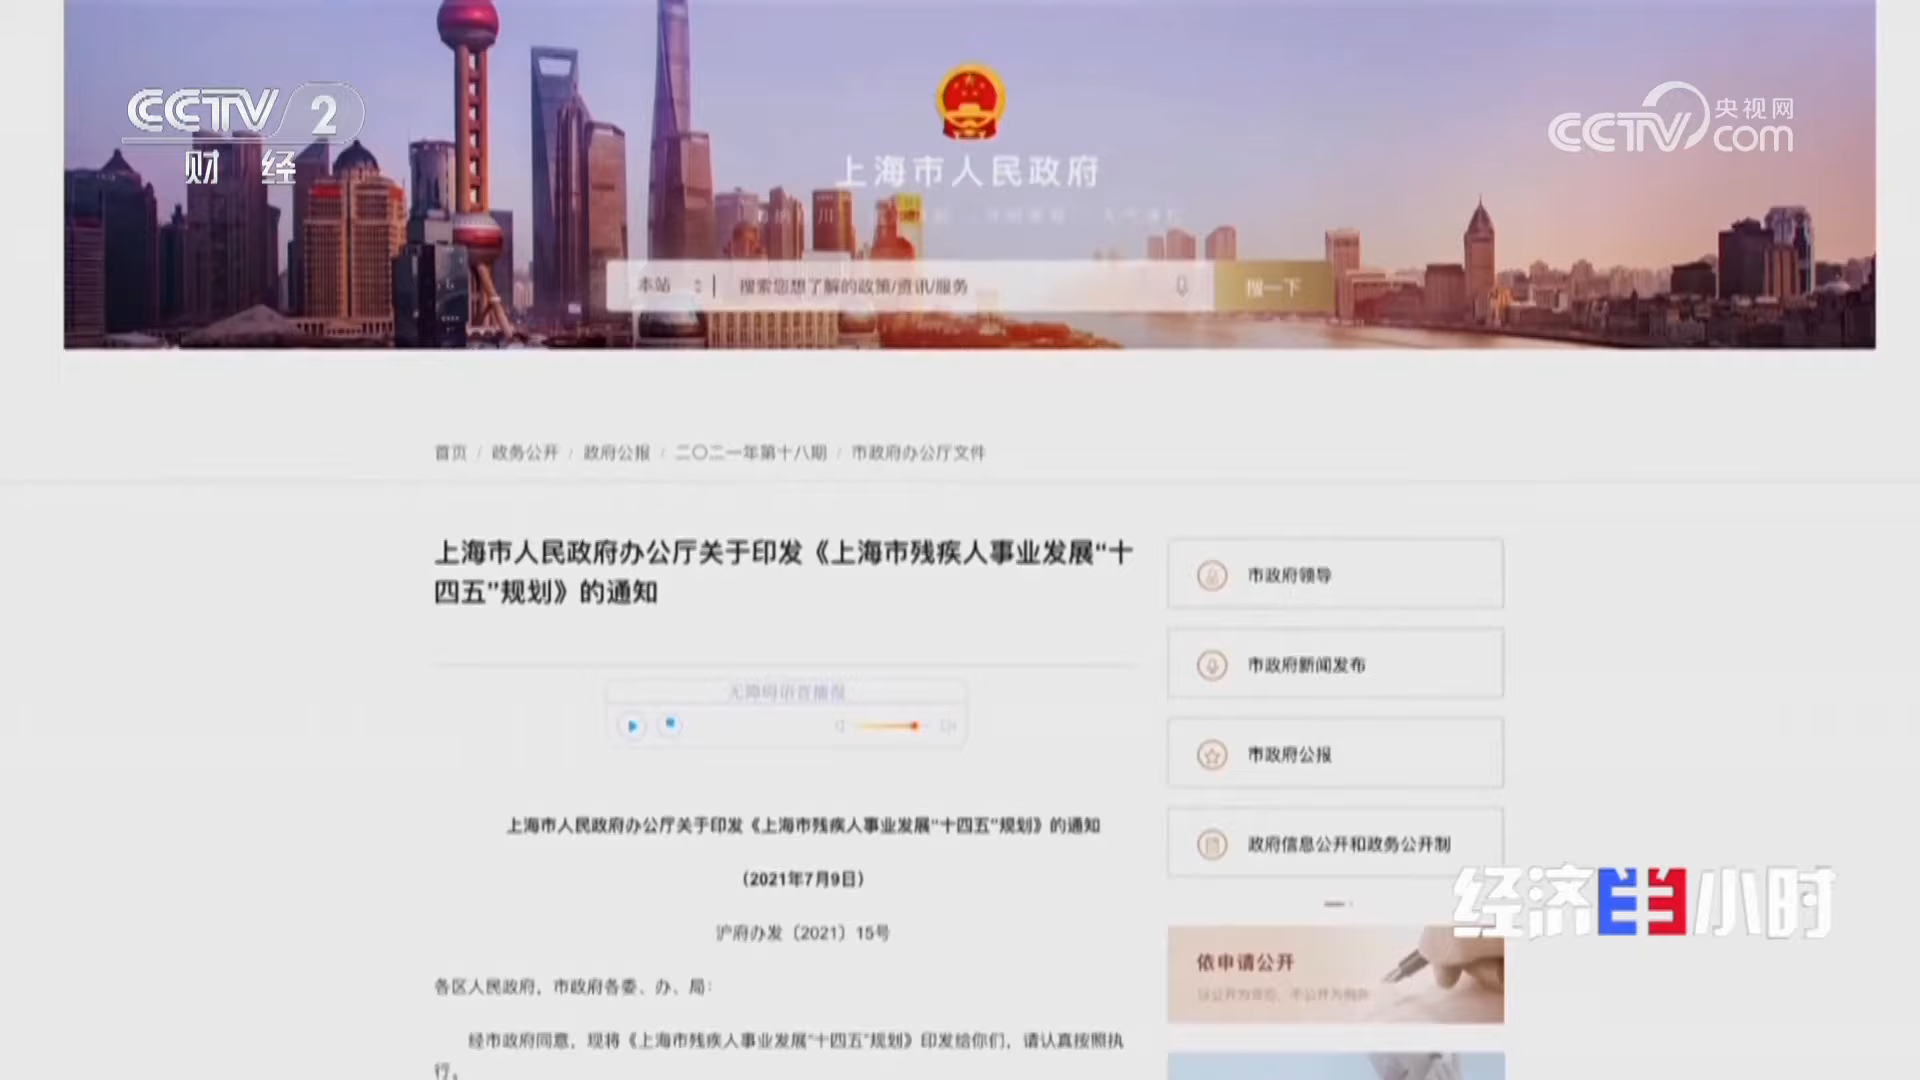 CCTV 2
财 经
CCTV.com 央视网
上海市人民政府
本站
搜索您想了解的政策/资讯/服务
搜一下
首页 / 政务公开 / 政府公报 / 二〇二一年第十八期 / 市政府办公厅文件
上海市人民政府办公厅关于印发《上海市残疾人事业发展“十
四五”规划》的通知
无障碍语音播报
上海市人民政府办公厅关于印发《上海市残疾人事业发展“十四五”规划》的通知
（2021年7月9日）
沪府办发〔2021〕15号
各区人民政府，市政府各委、办、局：
经市政府同意，现将《上海市残疾人事业发展“十四五”规划》印发给你们，请认真按照执
行。
市政府领导
市政府新闻发布
市政府公报
政府信息公开和政务公开制
经济半小时
依申请公开